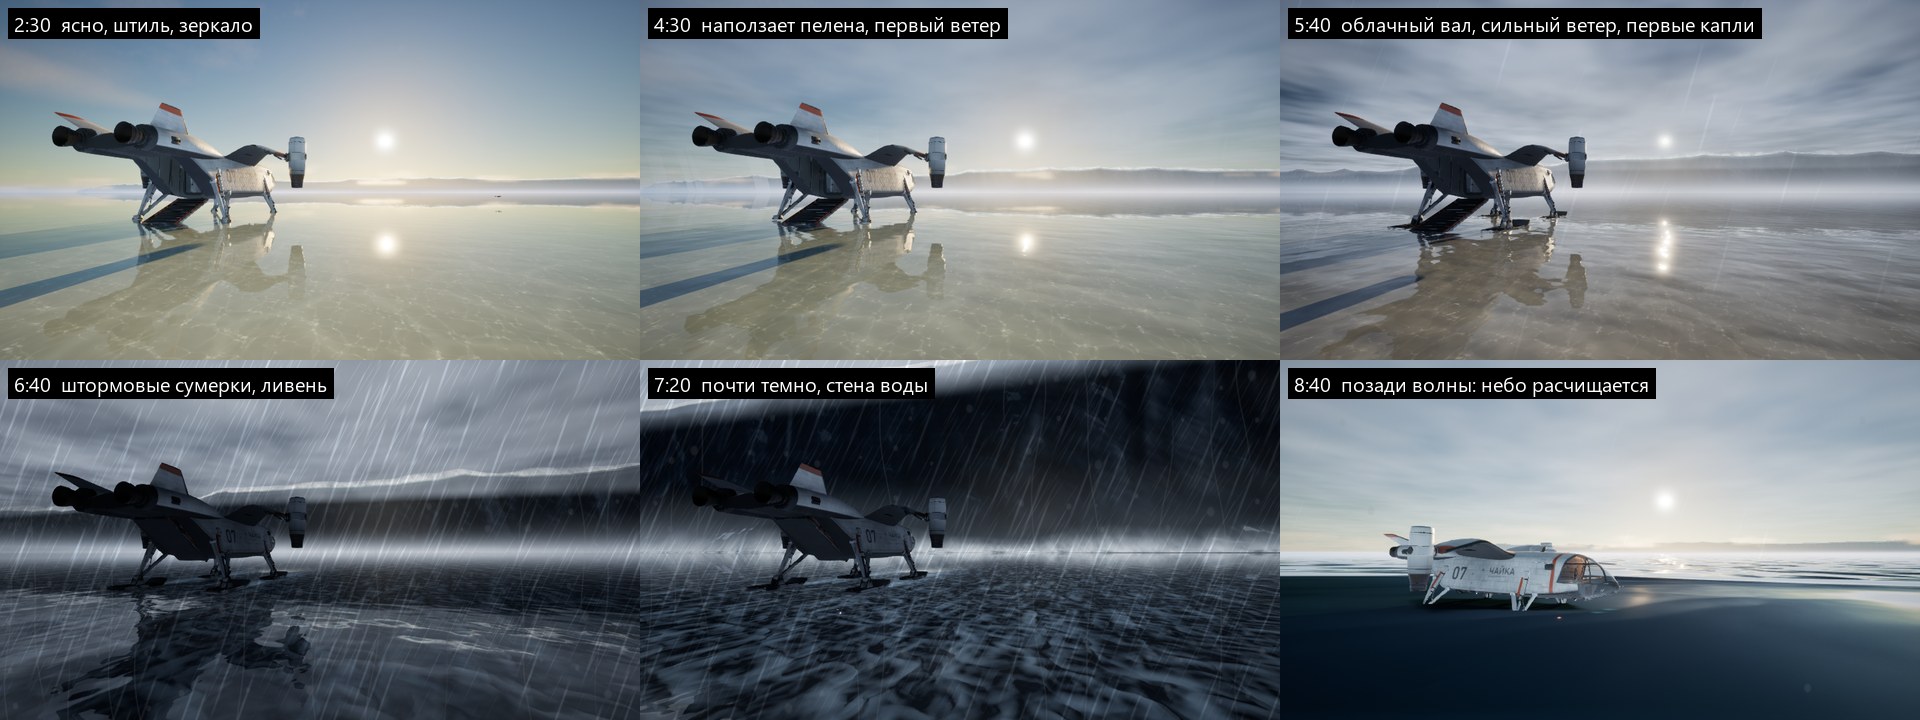 2:30 ясно, штиль, зеркало
4:30 наползает пелена, первый ветер
5:40 облачный вал, сильный ветер, первые капли
6:40 штормовые сумерки, ливень
07
7:20 почти темно, стена воды
07
8:40 позади волны: небо расчищается
07 ЧАЙКА